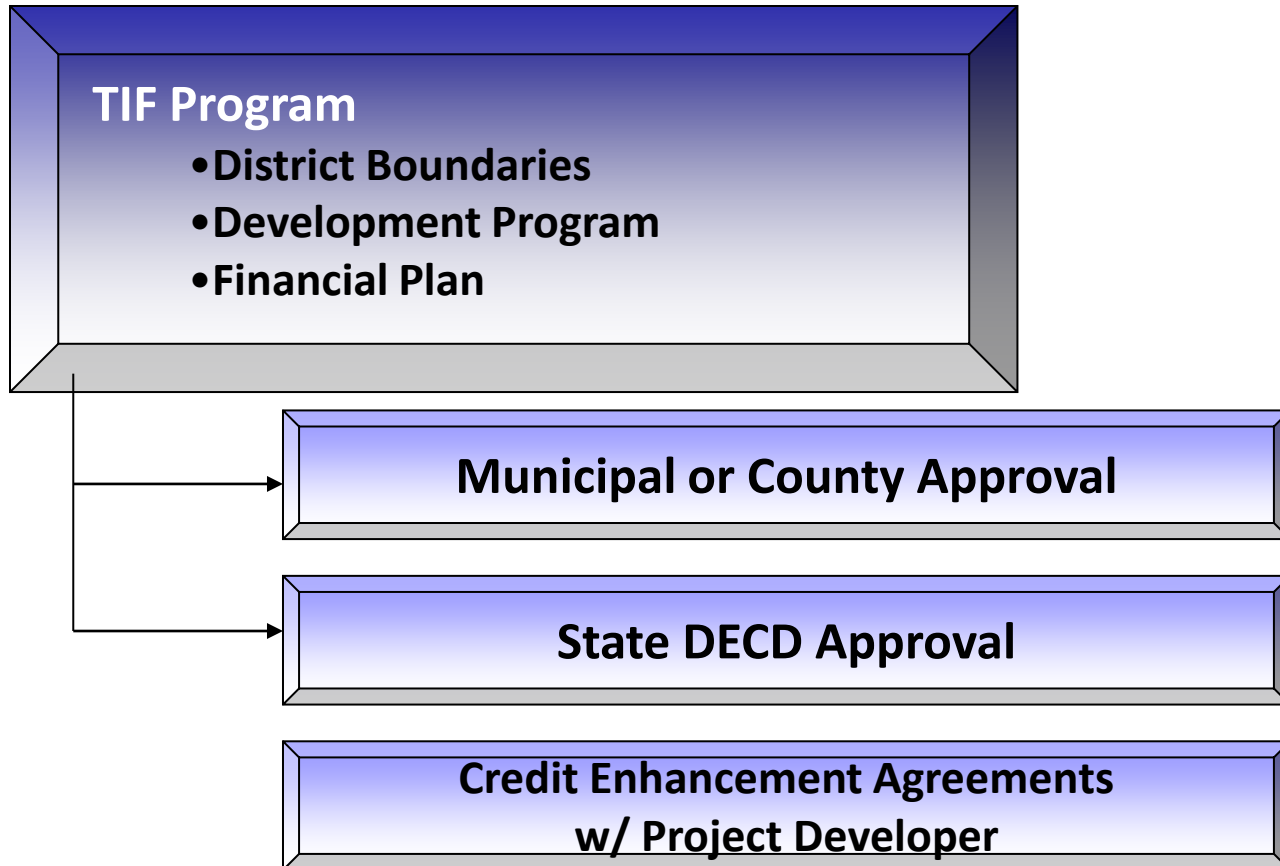 TIF Program
•District Boundaries
•Development Program
•Financial Plan
Municipal or County Approval
State DECD Approval
Credit Enhancement Agreements
w/ Project Developer